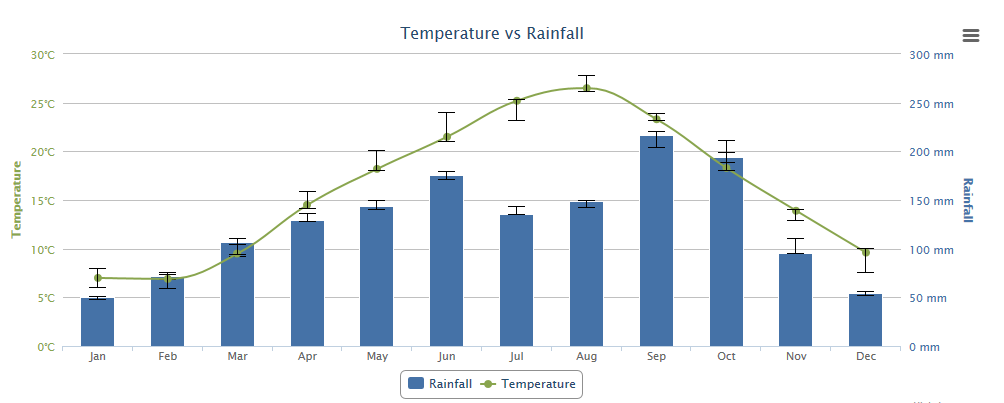 Temperature vs Rainfall
30°C
25°C
20°C
15°C
10°C
5°C
0°C
Temperature
300 mm
250 mm
200 mm
150 mm
100 mm
50 mm
0 mm
Rainfall
Jan Feb Mar Apr May Jun Jul Aug Sep Oct Nov Dec
Rainfall Temperature